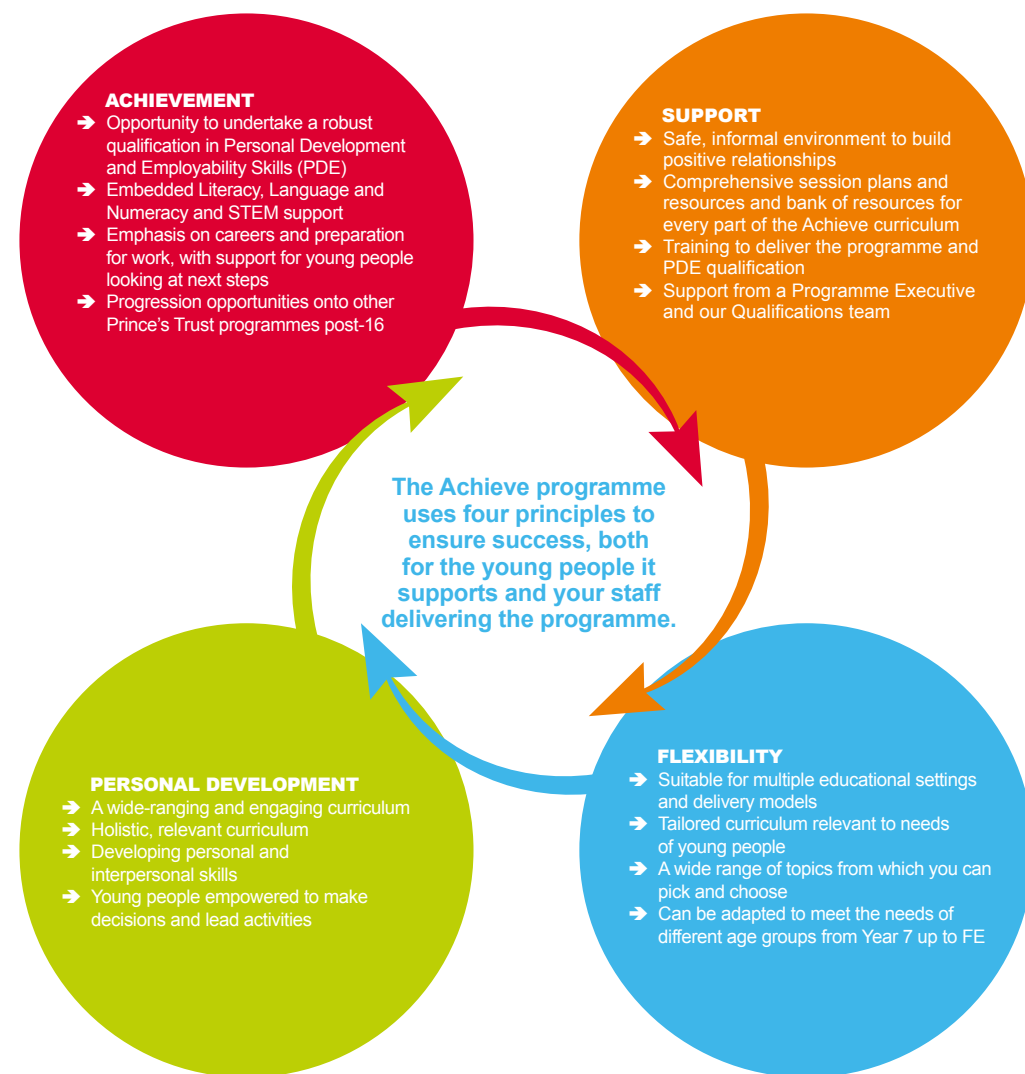 ACHIEVEMENT
➔ Opportunity to undertake a robust
qualification in Personal Development
and Employability Skills (PDE)
➔ Embedded Literacy, Language and
Numeracy and STEM support
➔ Emphasis on careers and preparation
for work, with support for young people
looking at next steps
➔ Progression opportunities onto other
Prince's Trust programmes post-16
SUPPORT
➔ Safe, informal environment to build
positive relationships
➔ Comprehensive session plans and
resources and bank of resources for
every part of the Achieve curriculum
➔ Training to deliver the programme and
PDE qualification
➔ Support from a Programme Executive
and our Qualifications team
The Achieve programme
uses four principles to
ensure success, both
for the young people it
supports and your staff
delivering the programme.
PERSONAL DEVELOPMENT
➔ A wide-ranging and engaging curriculum
➔ Holistic, relevant curriculum
➔ Developing personal and
interpersonal skills
➔ Young people empowered to make
decisions and lead activities
FLEXIBILITY
➔ Suitable for multiple educational settings
and delivery models
➔ Tailored curriculum relevant to needs
of young people
➔ A wide range of topics from which you can
pick and choose
➔ Can be adapted to meet the needs of
different age groups from Year 7 up to FE